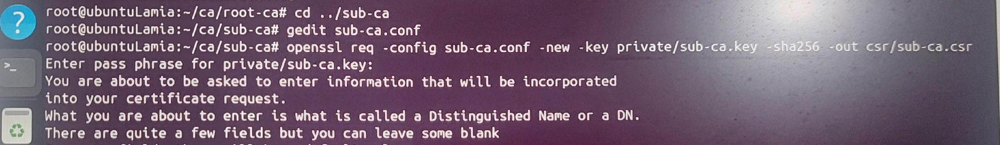 root@ubuntuLamia:~/ca/root-ca# cd ../sub-ca
root@ubuntuLamia:~/ca/sub-ca# gedit sub-ca.conf
root@ubuntuLamia:~/ca/sub-ca# openssl req -config sub-ca.conf -new -key private/sub-ca.key -sha256 -out csr/sub-ca.csr
Enter pass phrase for private/sub-ca.key:
You are about to be asked to enter information that will be incorporated
into your certificate request.
What you are about to enter is what is called a Distinguished Name or a DN.
There are quite a few fields but you can leave some blank